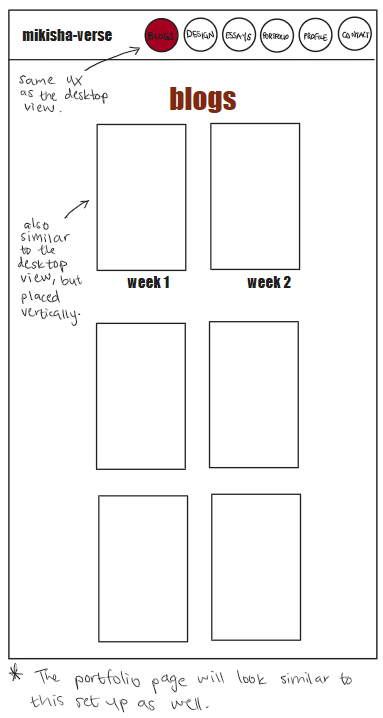 mikisha-verse
BLOGS
DESIGN
ESSAYS
PORTFOLIO
PROFILE
CONTACT
same ux
as the desktop
view.
blogs
also
similar
to the
desktop
view, but
placed
vertically.
week 1
week 2
* The portfolio page will look similar to
this set up as well.